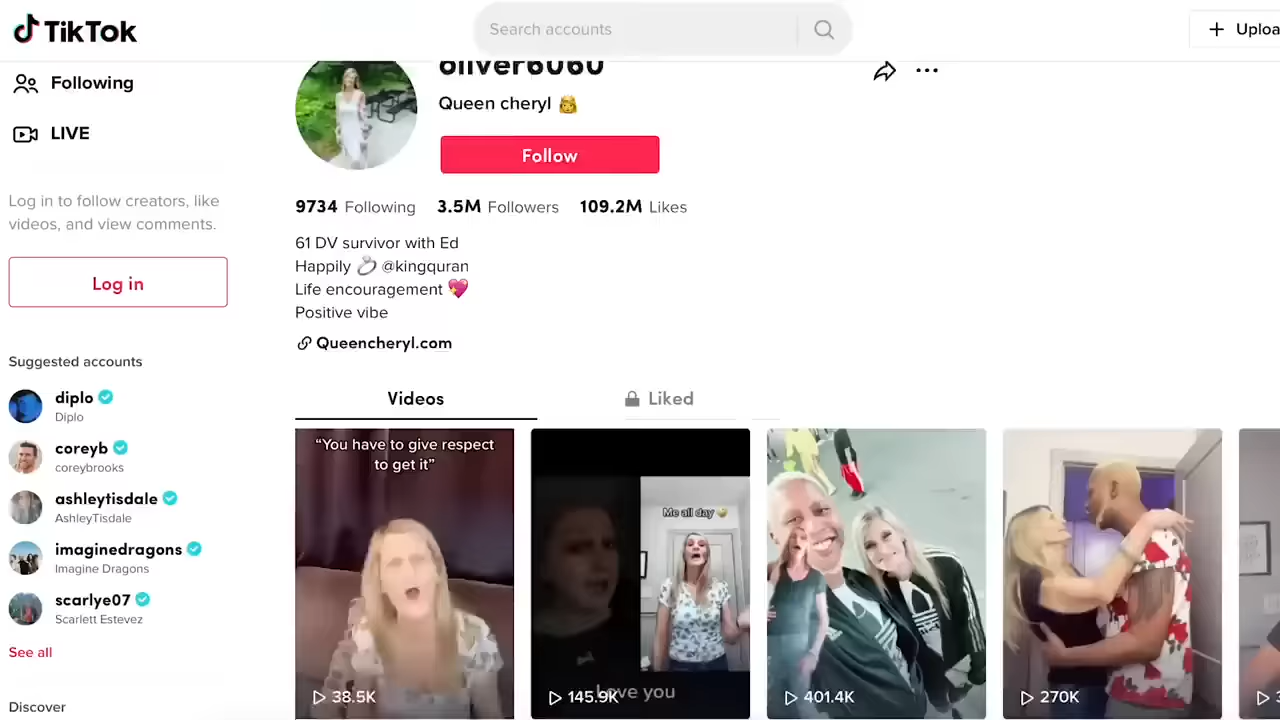 TikTok
Search accounts
Uploa
Following
LIVE
Log in to follow creators, like
videos, and view comments.
Log in
Suggested accounts
diplo
Diplo
coreyb
coreybrooks
ashleytisdale
AshleyTisdale
imaginedragons
Imagine Dragons
scarlye07
Scarlett Estevez
See all
Discover
oliver6060
Queen cheryl 👸
Follow
9734 Following 3.5M Followers 109.2M Likes
61 DV survivor with Ed
Happily 💍 @kingquran
Life encouragement 💖
Positive vibe
Queencheryl.com
Videos Liked
“You have to give respect
to get it”
38.5K
Me all day 🤣
Love you
145.9K
401.4K
270K